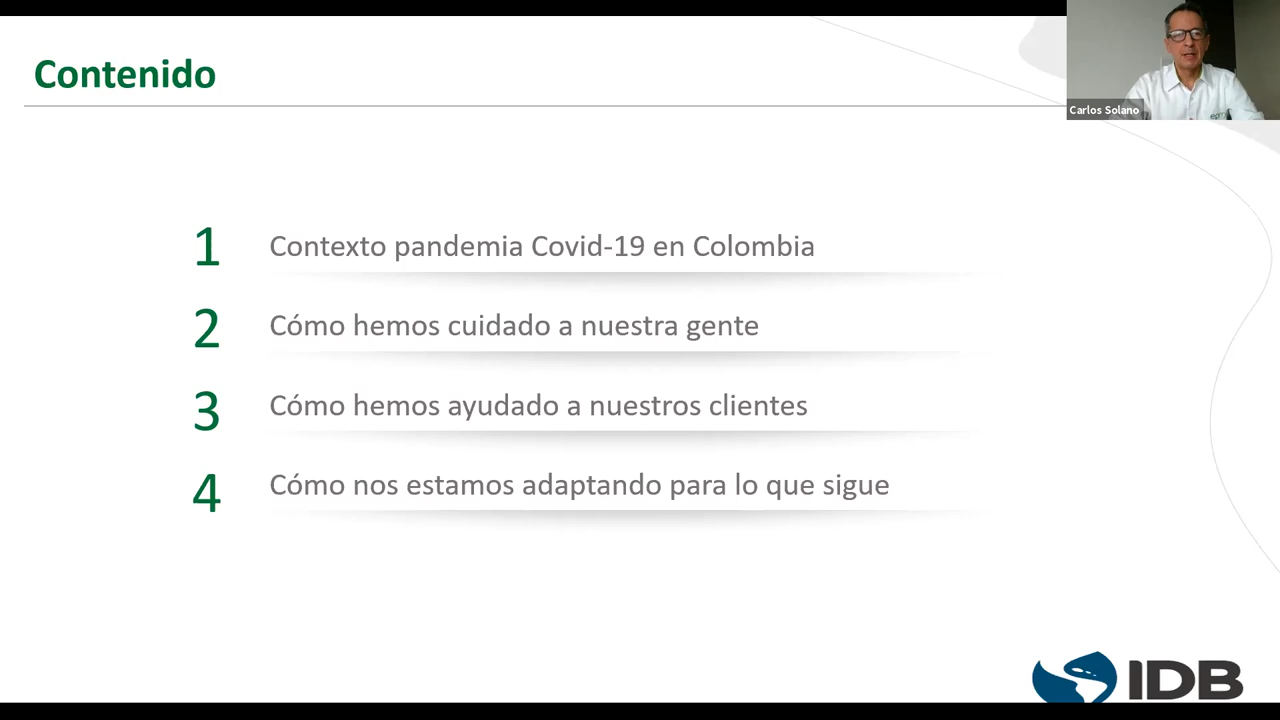 Contenido
Carlos Solano
epm
1 Contexto pandemia Covid-19 en Colombia
2 Cómo hemos cuidado a nuestra gente
3 Cómo hemos ayudado a nuestros clientes
4 Cómo nos estamos adaptando para lo que sigue
IDB